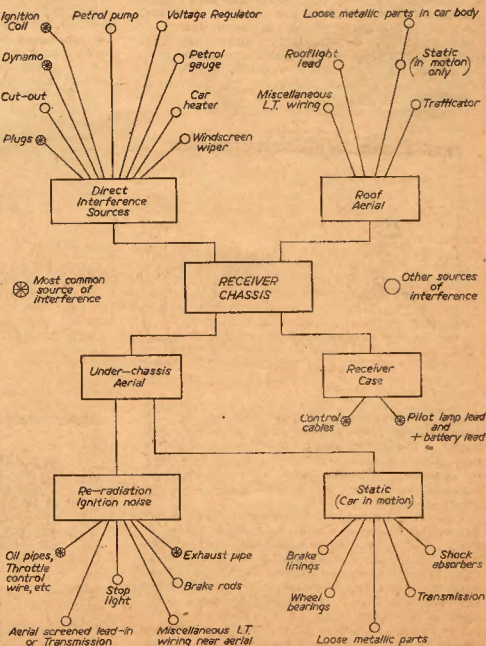 Ignition
Coil
Petrol pump
Voltage Regulator
Loose metallic parts in car body
Dynamo
Petrol
gauge
Rooflight
lead
Static
(in motion
only)
Cut-out
Car
heater
Miscellaneous
L.T. wiring
Trafficator
Plugs
Windscreen
wiper
Direct
Interference
Sources
Roof
Aerial
Most common
source of
interference
RECEIVER
CHASSIS
Other sources
of
interference
Under-chassis
Aerial
Receiver
Case
Control
cables
Pilot lamp lead
and
+ battery lead
Re-radiation
Ignition noise
Static
(Car in motion)
Oil pipes,
Throttle
control
wire, etc
Stop
light
Exhaust pipe
Brake rods
Brake
linings
Shock
absorbers
Wheel
bearings
Transmission
Aerial screened lead-in
or Transmission
Miscellaneous L.T.
wiring near aerial
Loose metallic parts